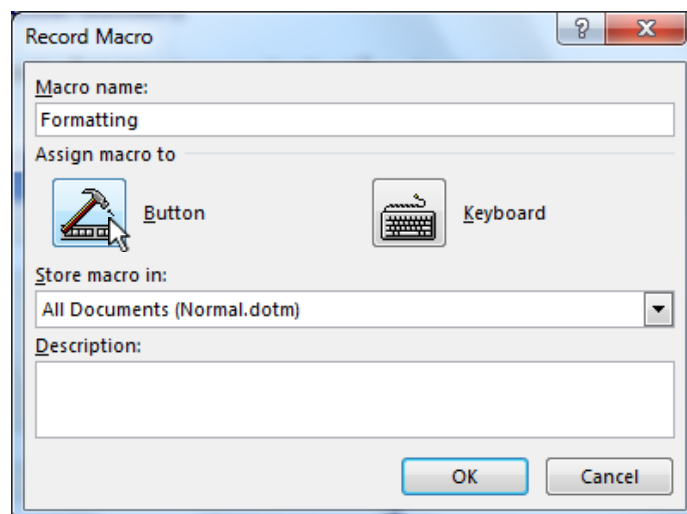 Record Macro
Macro name:
Formatting
Assign macro to
Button Keyboard
Store macro in:
All Documents (Normal.dotm)
Description:
OK Cancel